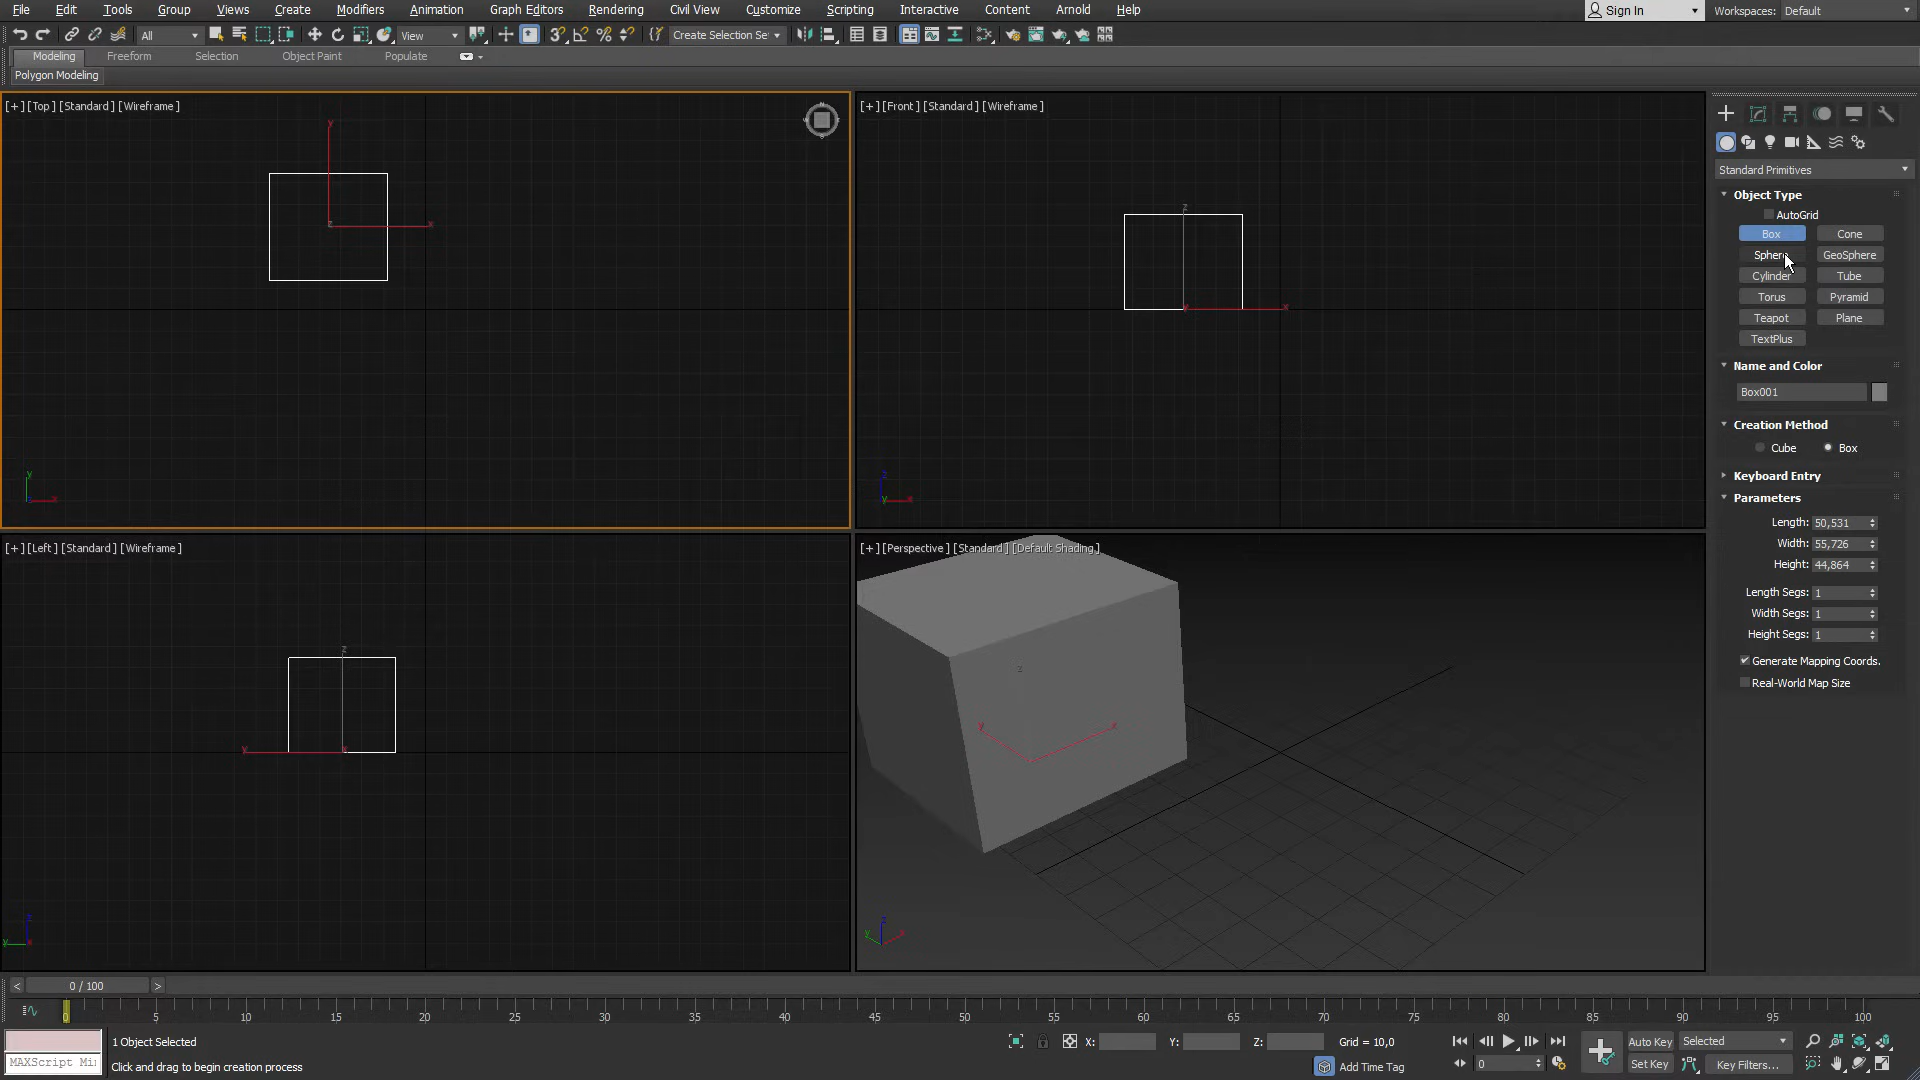 File Edit Tools Group Views Create Modifiers Animation Graph Editors Rendering Civil View Customize Scripting Interactive Content Arnold Help Sign In Workspaces: Default
All View Create Selection Se
Modeling Freeform Selection Object Paint Populate
Polygon Modeling
[+] [Top] [Standard] [Wireframe]
[+] [Front] [Standard] [Wireframe]
Standard Primitives
Object Type
AutoGrid
Box Cone
Sphere GeoSphere
Cylinder Tube
Torus Pyramid
Teapot Plane
TextPlus
Name and Color
Box001
Creation Method
Cube Box
Keyboard Entry
Parameters
Length: 50,531
Width: 55,726
Height: 44,864
Length Segs: 1
Width Segs: 1
Height Segs: 1
Generate Mapping Coords.
Real-World Map Size
[+] [Left] [Standard] [Wireframe]
[+] [Perspective] [Standard] [Default Shading]
< 0 / 100 >
0 5 10 15 20 25 30 35 40 45 50 55 60 65 70 75 80 85 90 95 100
1 Object Selected X: Y: Z: Grid = 10,0 Auto Key Selected
MAXScript Mi Click and drag to begin creation process Add Time Tag 0 Set Key Key Filters...